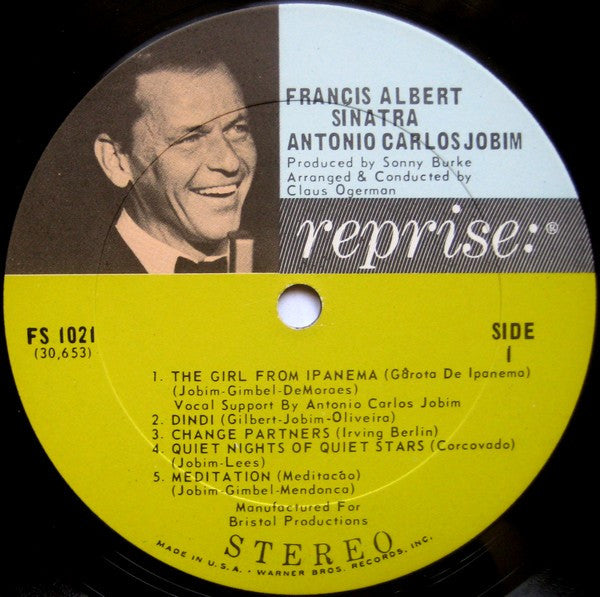 FRANCIS ALBERT
SINATRA
ANTONIO CARLOS JOBIM
Produced by Sonny Burke
Arranged & Conducted by
Claus Ogerman
reprise:®
FS 1021
(30,653)
SIDE
1
1. THE GIRL FROM IPANEMA (Gârota De Ipanema)
(Jobim-Gimbel-DeMoraes)
Vocal Support By Antonio Carlos Jobim
2. DINDI (Gilbert-Jobim-Oliveira)
3. CHANGE PARTNERS (Irving Berlin)
4. QUIET NIGHTS OF QUIET STARS (Corcovado)
(Jobim-Lees)
5. MEDITATION (Meditacão)
(Jobim-Gimbel-Mendonca)
Manufactured For
Bristol Productions
STEREO
MADE IN U.S.A. - WARNER BROS. RECORDS, INC.